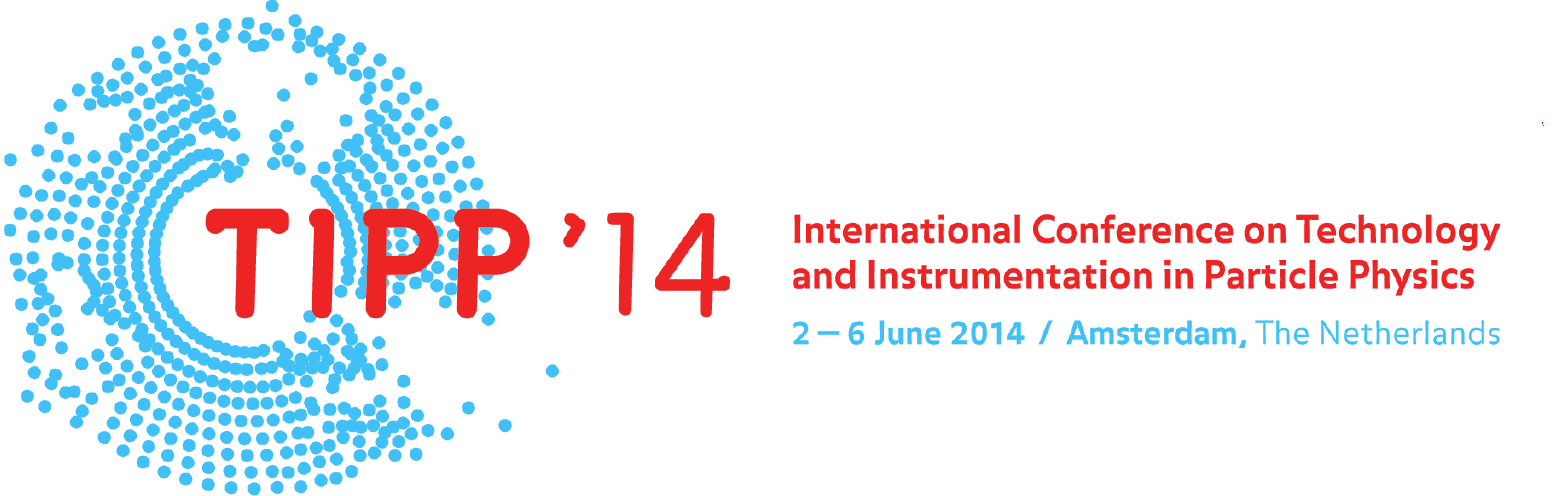 TIPP ’14
International Conference on Technology
and Instrumentation in Particle Physics
2 – 6 June 2014 / Amsterdam, The Netherlands